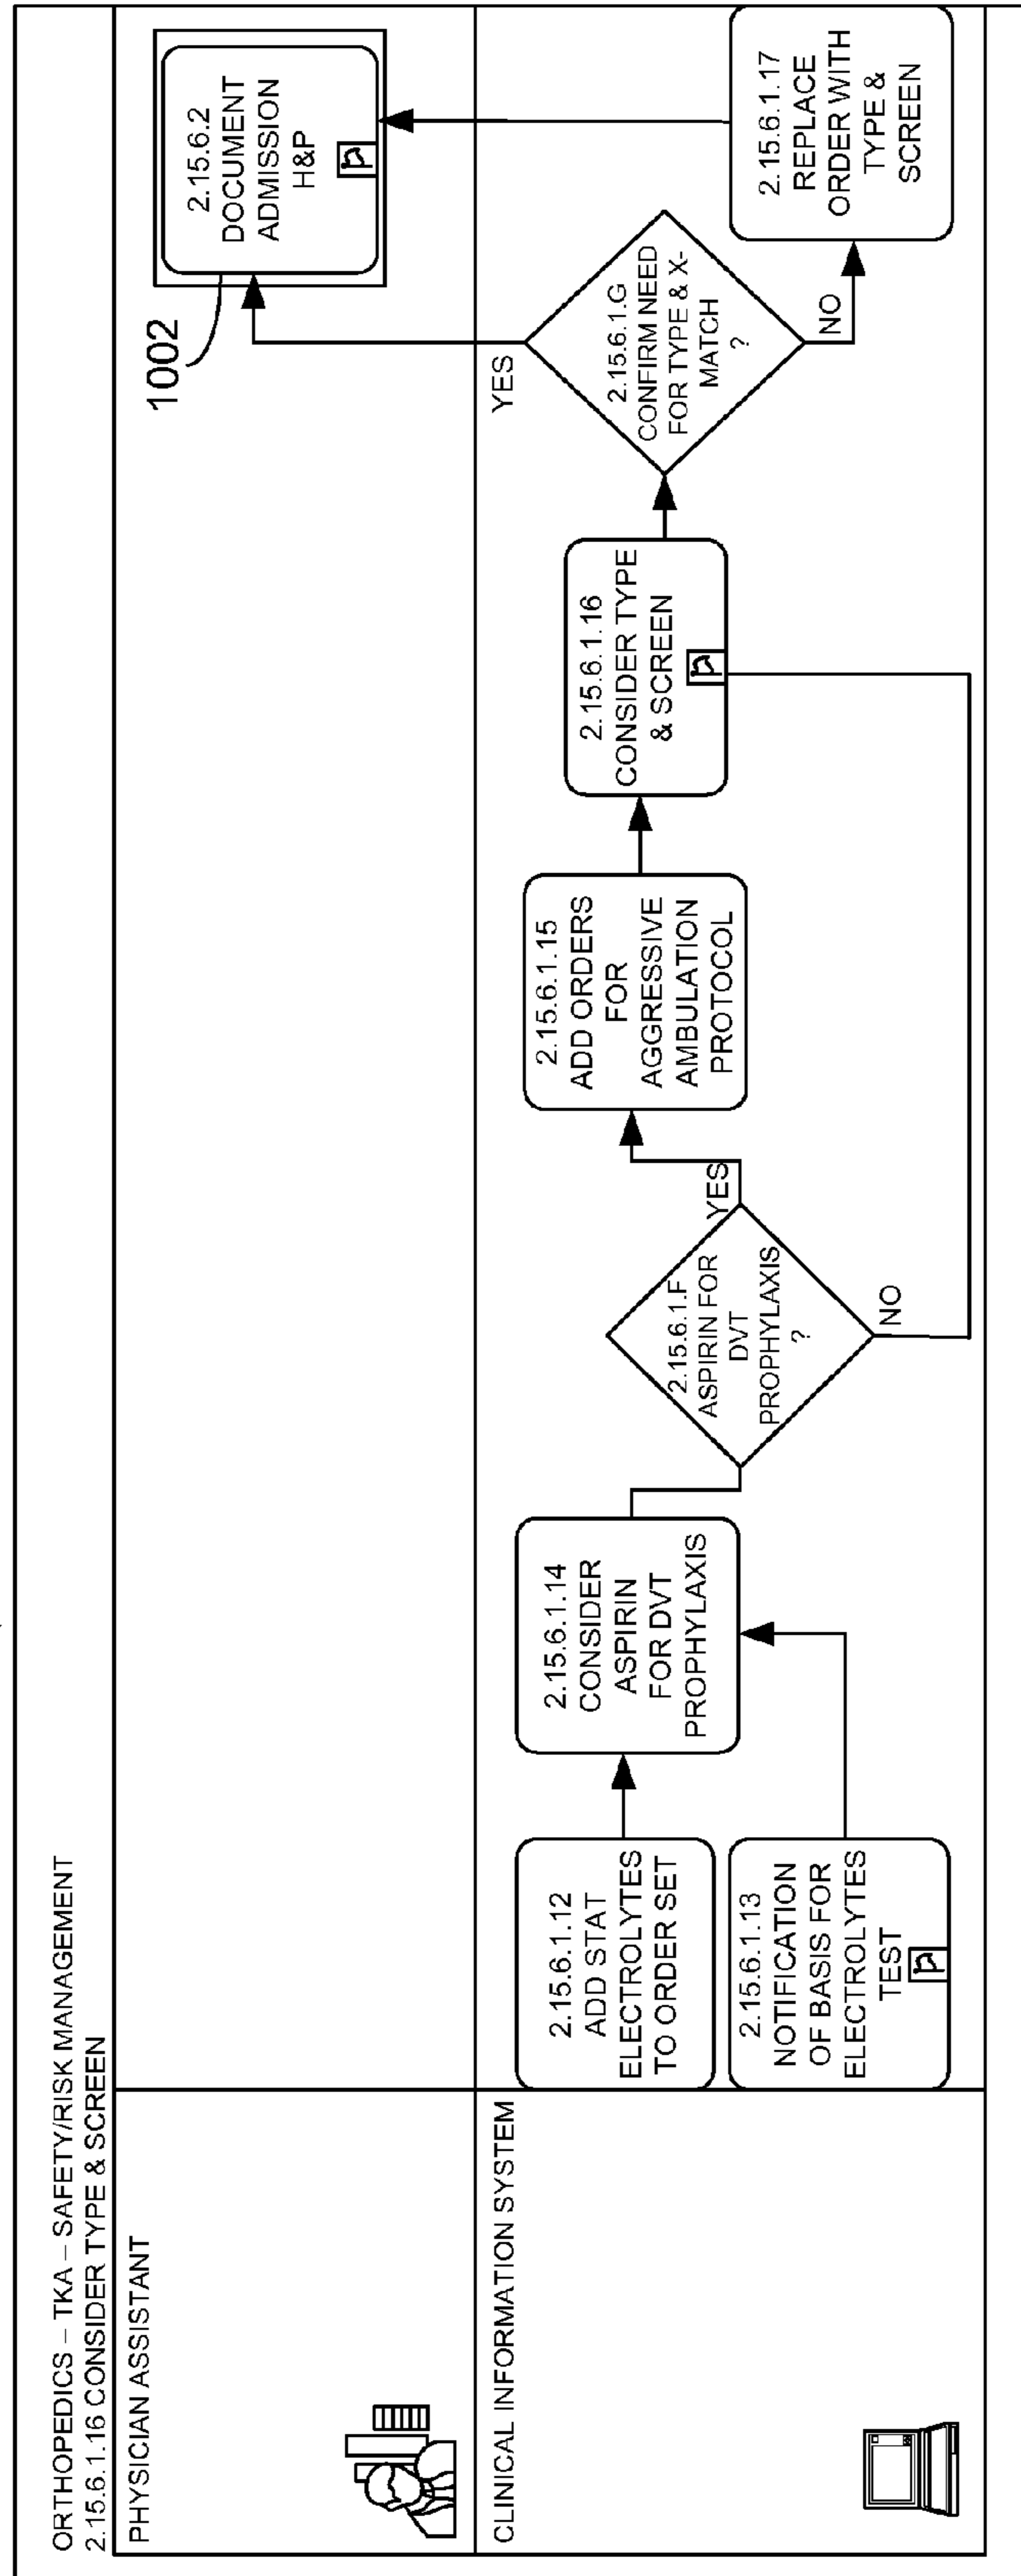 ORTHOPEDICS – TKA – SAFETY/RISK MANAGEMENT
2.15.6.1.16 CONSIDER TYPE & SCREEN
PHYSICIAN ASSISTANT
1002
2.15.6.2
DOCUMENT
ADMISSION
H&P
CLINICAL INFORMATION SYSTEM
2.15.6.1.12
ADD STAT
ELECTROLYTES
TO ORDER SET
2.15.6.1.13
NOTIFICATION
OF BASIS FOR
ELECTROLYTES
TEST
2.15.6.1.14
CONSIDER
ASPIRIN
FOR DVT
PROPHYLAXIS
2.15.6.1.F
ASPIRIN FOR
DVT
PROPHYLAXIS
?
YES
NO
2.15.6.1.15
ADD ORDERS
FOR
AGGRESSIVE
AMBULATION
PROTOCOL
2.15.6.1.16
CONSIDER TYPE
& SCREEN
2.15.6.1.G
CONFIRM NEED
FOR TYPE & X-
MATCH
?
YES
NO
2.15.6.1.17
REPLACE
ORDER WITH
TYPE &
SCREEN